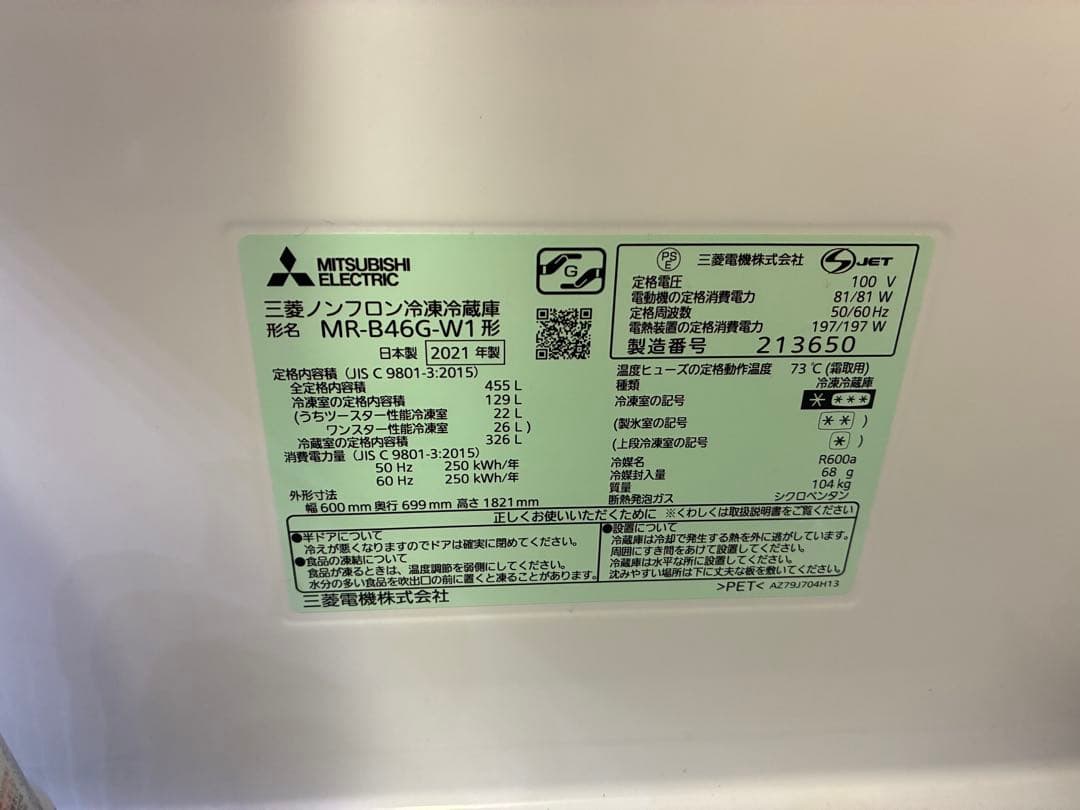 MITSUBISHI
ELECTRIC
G
三菱ノンフロン冷凍冷蔵庫
形名 MR-B46G-W1形
日本製 2021年製
定格内容積（JIS C 9801-3:2015）
全定格内容積 455 L
冷凍室の定格内容積 129 L
(うちツースター性能冷凍室 22 L
ワンスター性能冷凍室 26 L )
冷蔵室の定格内容積 326 L
消費電力量（JIS C 9801-3:2015）
50 Hz 250 kWh/年
60 Hz 250 kWh/年
外形寸法
幅 600 mm 奥行 699 mm 高さ 1821 mm
PS
E
三菱電機株式会社 JET
定格電圧 100 V
電動機の定格消費電力 81/81 W
定格周波数 50/60 Hz
電熱装置の定格消費電力 197/197 W
製造番号 213650
温度ヒューズの定格動作温度 73 ℃ (霜取用)
種類 冷凍冷蔵庫
冷凍室の記号 * ***
(製氷室の記号 ** )
(上段冷凍室の記号 * )
冷媒名 R600a
冷媒封入量 68 g
質量 104 kg
断熱発泡ガス シクロペンタン
正しくお使いいただくために ※くわしくは取扱説明書をご覧ください
●半ドアについて
冷えが悪くなりますのでドアは確実に閉めてください。
●食品の凍結について
食品が凍るときは、温度調節を弱側にしてください。
水分の多い食品を吹出口の前に置くと凍ることがあります。
●設置について
冷蔵庫は冷却で発生する熱を外に逃がしています。
周囲にすき間をあけて設置してください。
冷蔵庫は水平な所に設置してください。
沈みやすい場所は下に丈夫な板を敷いてください。
三菱電機株式会社
>PET< AZ79J704H13